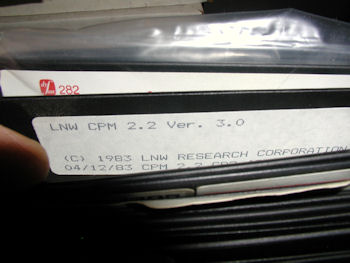 282
LNW CPM 2.2 Ver. 3.0
(C) 1983 LNW RESEARCH CORPORATION
04/12/83 CPM 2.2